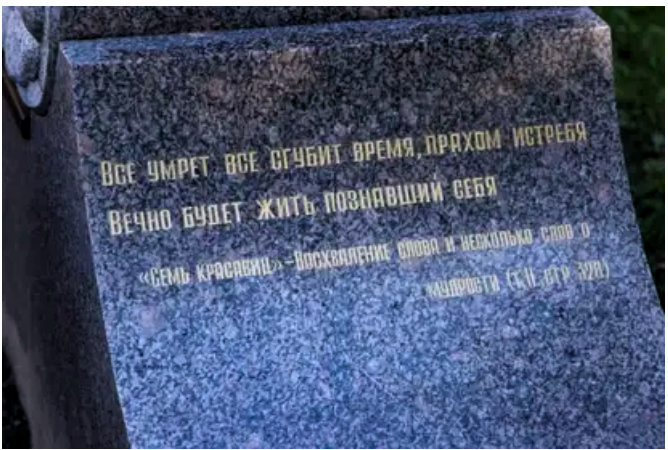 Все умрет все сгубит время, прахом истребя
Вечно будет жить познавший себя
«Семь красавиц»-Восхваление слова и несколько слов о
мудрости (т.II, стр 320)